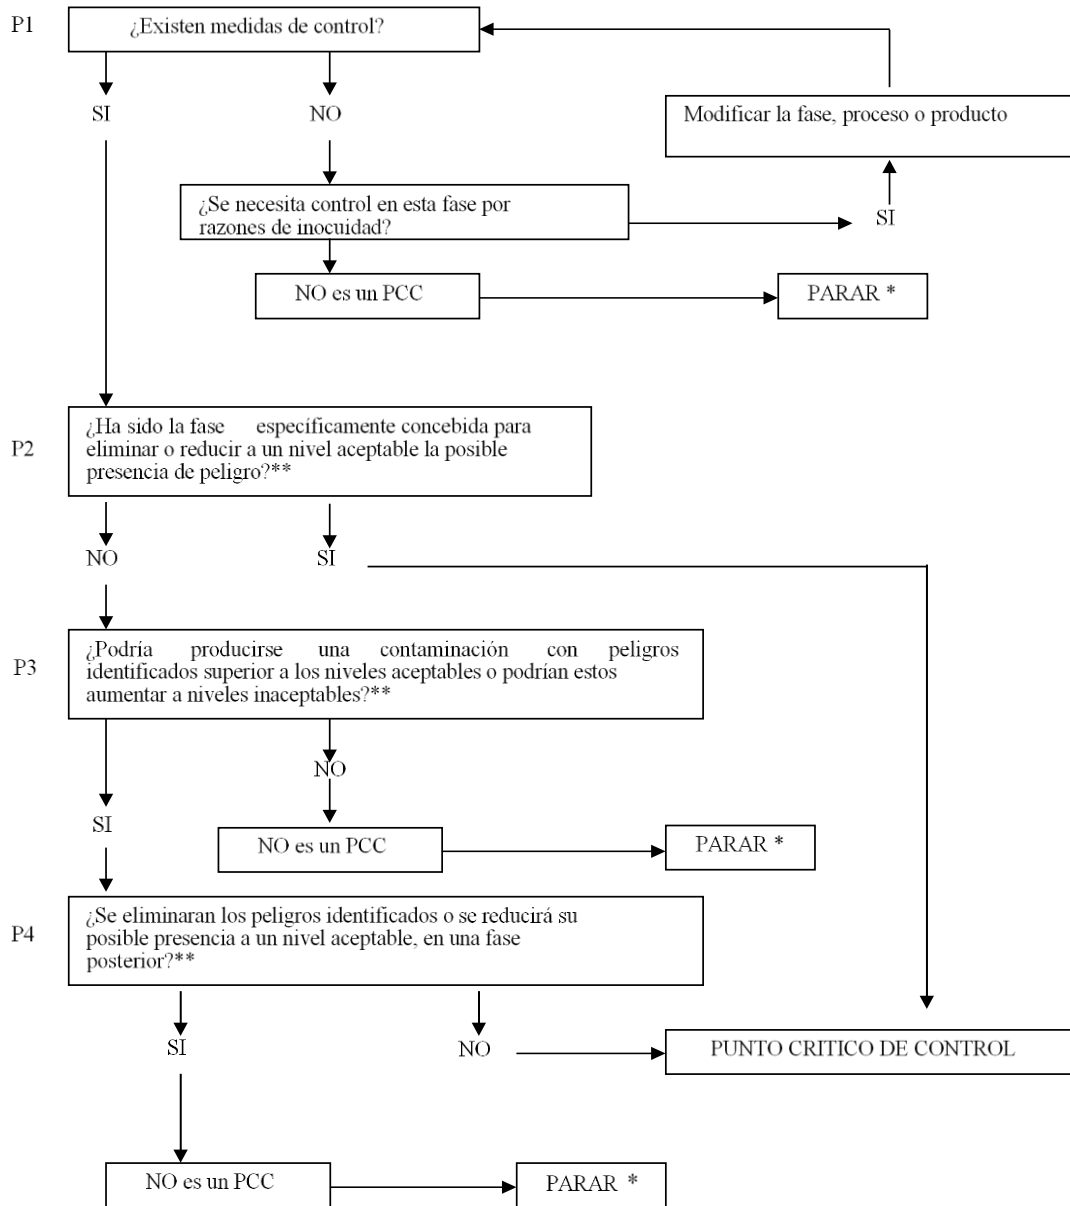 P1
¿Existen medidas de control?
SI
NO
Modificar la fase, proceso o producto
¿Se necesita control en esta fase por
razones de inocuidad?
SI
NO es un PCC
PARAR *
P2
¿Ha sido la fase específicamente concebida para
eliminar o reducir a un nivel aceptable la posible
presencia de peligro?**
NO
SI
P3
¿Podría producirse una contaminación con peligros
identificados superior a los niveles aceptables o podrían estos
aumentar a niveles inaceptables?**
NO
SI
NO es un PCC
PARAR *
P4
¿Se eliminaran los peligros identificados o se reducirá su
posible presencia a un nivel aceptable, en una fase
posterior?**
SI
NO
PUNTO CRITICO DE CONTROL
NO es un PCC
PARAR *